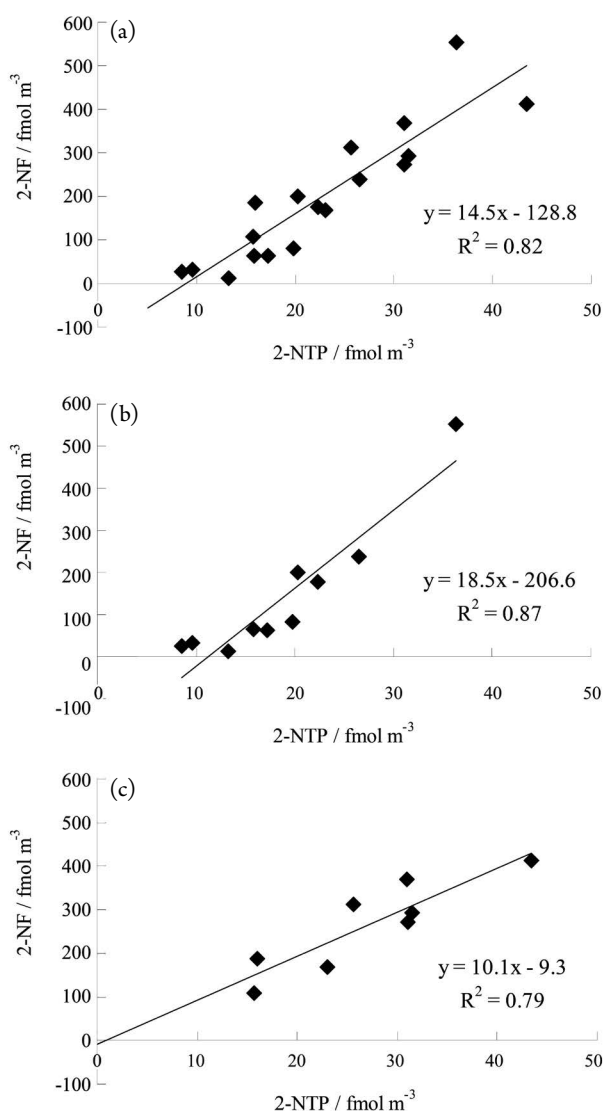 (a)
600
500
400
300
200
100
0
-100
2-NF / fmol m⁻³
y = 14.5x - 128.8
R² = 0.82
0 10 20 30 40 50
2-NTP / fmol m⁻³
(b)
600
500
400
300
200
100
0
-100
2-NF / fmol m⁻³
y = 18.5x - 206.6
R² = 0.87
0 10 20 30 40 50
2-NTP / fmol m⁻³
(c)
600
500
400
300
200
100
0
-100
2-NF / fmol m⁻³
y = 10.1x - 9.3
R² = 0.79
0 10 20 30 40 50
2-NTP / fmol m⁻³